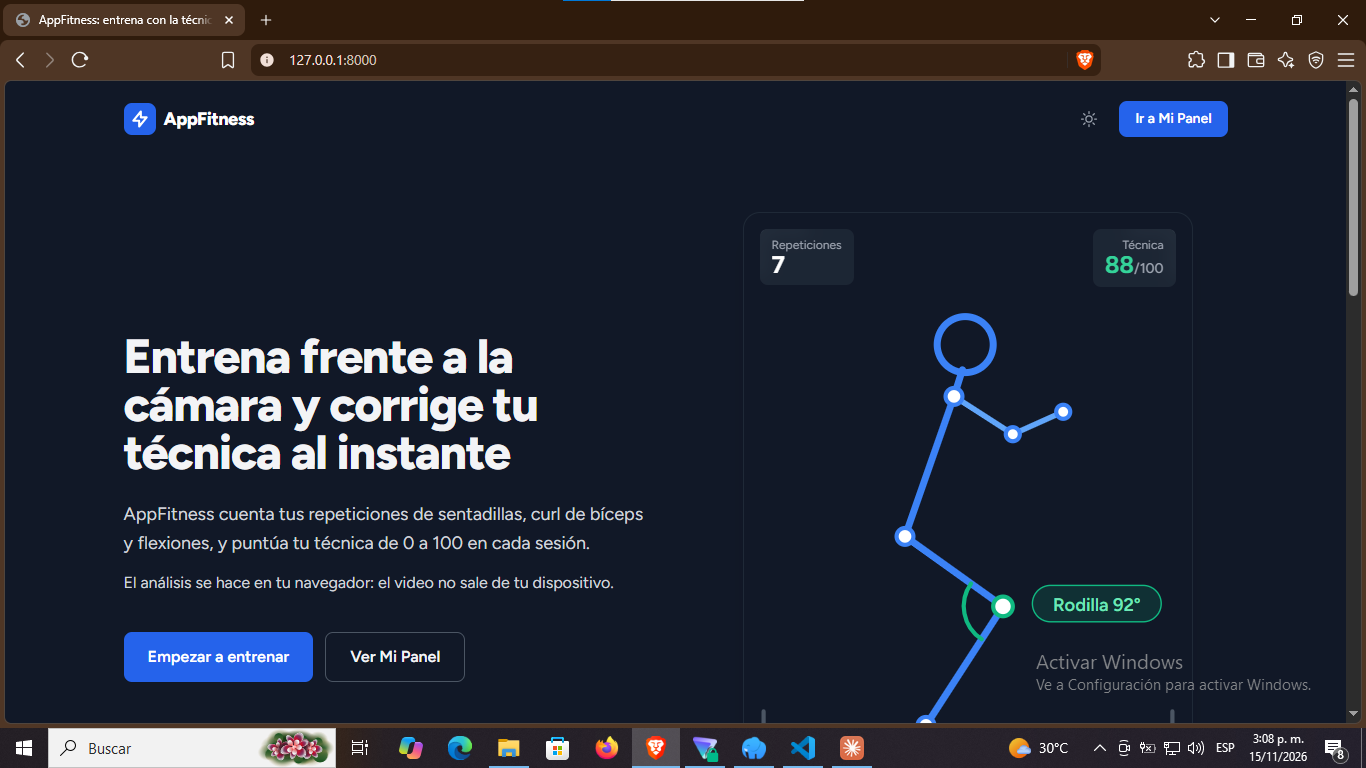 AppFitness: entrena con la técnic
127.0.0.1:8000
AppFitness
Ir a Mi Panel
Repeticiones
7
Técnica
88/100
Entrena frente a la
cámara y corrige tu
técnica al instante
AppFitness cuenta tus repeticiones de sentadillas, curl de bíceps
y flexiones, y puntúa tu técnica de 0 a 100 en cada sesión.
El análisis se hace en tu navegador: el video no sale de tu dispositivo.
Empezar a entrenar
Ver Mi Panel
Rodilla 92°
Activar Windows
Ve a Configuración para activar Windows.
Buscar
30°C
ESP
3:08 p. m.
15/11/2026
8